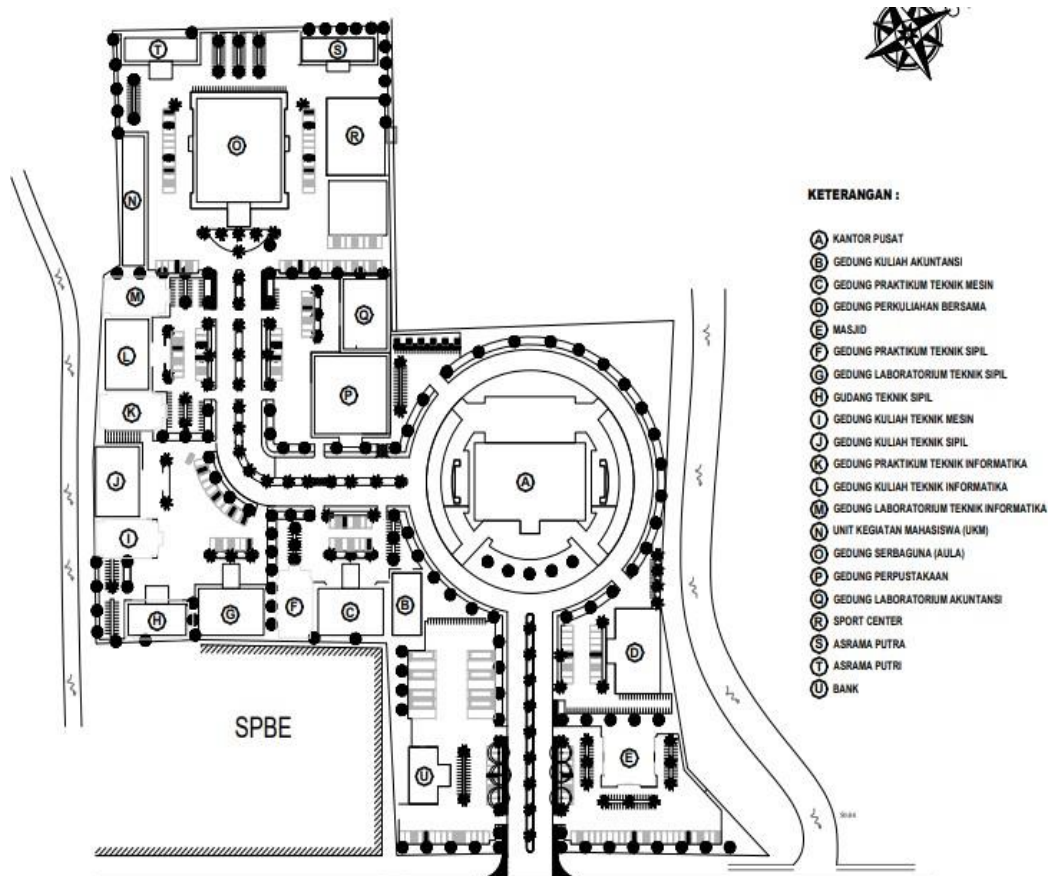 T
S
R
O
N
M
Q
L
P
K
J
A
I
H
G
F
C
B
D
SPBE
E
U
KETERANGAN :
A KANTOR PUSAT
B GEDUNG KULIAH AKUNTANSI
C GEDUNG PRAKTIKUM TEKNIK MESIN
D GEDUNG PERKULIAHAN BERSAMA
E MASJID
F GEDUNG PRAKTIKUM TEKNIK SIPIL
G GEDUNG LABORATORIUM TEKNIK SIPIL
H GUDANG TEKNIK SIPIL
I GEDUNG KULIAH TEKNIK MESIN
J GEDUNG KULIAH TEKNIK SIPIL
K GEDUNG PRAKTIKUM TEKNIK INFORMATIKA
L GEDUNG KULIAH TEKNIK INFORMATIKA
M GEDUNG LABORATORIUM TEKNIK INFORMATIKA
N UNIT KEGIATAN MAHASISWA (UKM)
O GEDUNG SERBAGUNA (AULA)
P GEDUNG PERPUSTAKAAN
Q GEDUNG LABORATORIUM AKUNTANSI
R SPORT CENTER
S ASRAMA PUTRA
T ASRAMA PUTRI
U BANK